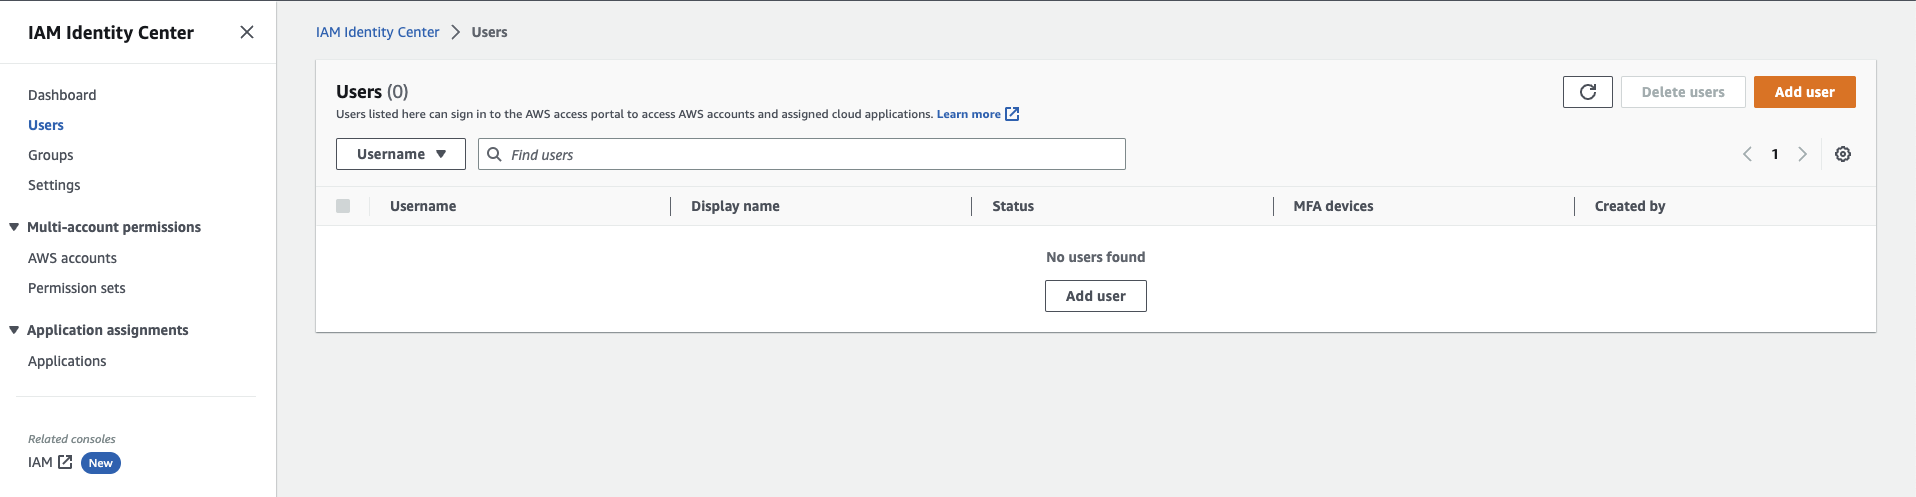 IAM Identity Center
Dashboard
Users
Groups
Settings
Multi-account permissions
AWS accounts
Permission sets
Application assignments
Applications
Related consoles
IAM New
IAM Identity Center Users
Users (0)
Users listed here can sign in to the AWS access portal to access AWS accounts and assigned cloud applications. Learn more
Delete users Add user
Username Find users 1
Username Display name Status MFA devices Created by
No users found
Add user